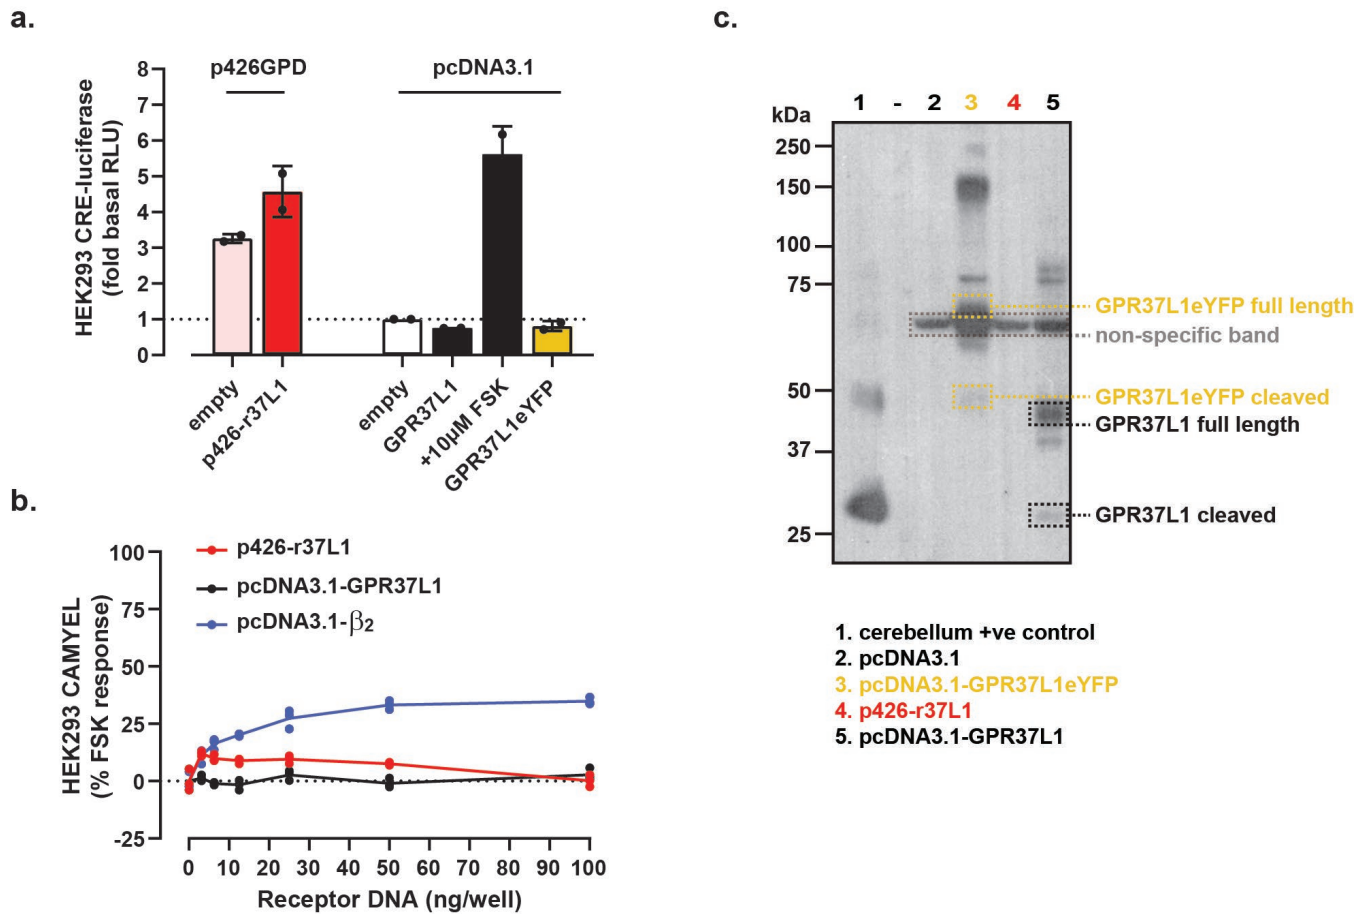 a.
p426GPD
pcDNA3.1
HEK293 CRE-luciferase
(fold basal RLU)
8
7
6
5
4
3
2
1
0
empty
p426-r37L1
empty
GPR37L1
+10µM FSK
GPR37L1eYFP
b.
p426-r37L1
pcDNA3.1-GPR37L1
pcDNA3.1-β2
HEK293 CAMYEL
(% FSK response)
100
75
50
25
0
-25
0 10 20 30 40 50 60 70 80 90 100
Receptor DNA (ng/well)
c.
1 - 2 3 4 5
kDa
250
150
100
75
50
37
25
GPR37L1eYFP full length
non-specific band
GPR37L1eYFP cleaved
GPR37L1 full length
GPR37L1 cleaved
1. cerebellum +ve control
2. pcDNA3.1
3. pcDNA3.1-GPR37L1eYFP
4. p426-r37L1
5. pcDNA3.1-GPR37L1